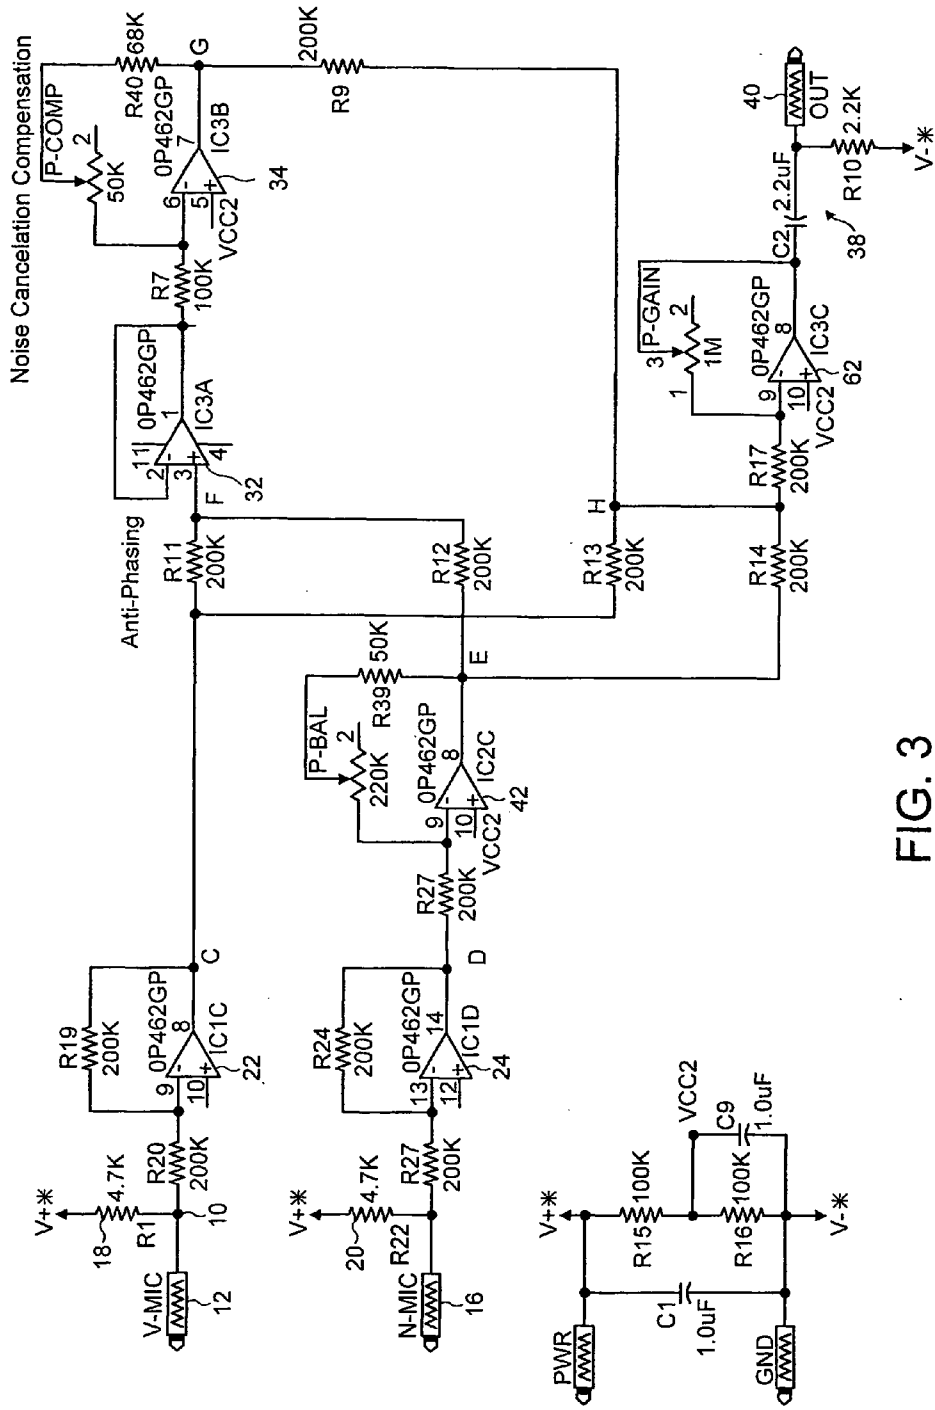 Noise Cancelation Compensation
P-COMP
2
50K
R40
68K
G
200K
R9
0P462GP
6
-
5
+
7
IC3B
34
VCC2
R7
100K
Anti-Phasing
0P462GP
11
2
-
3
+
1
4
IC3A
32
F
R11
200K
R12
200K
H
R13
200K
R14
200K
R17
200K
3
P-GAIN
1
2
1M
0P462GP
9
-
10
+
8
IC3C
62
VCC2
C2
2.2uF
38
40
OUT
R10
2.2K
V-*
P-BAL
2
220K
R39
50K
E
0P462GP
9
-
10
+
8
IC2C
42
VCC2
R27
200K
C
R19
200K
0P462GP
9
-
10
+
8
IC1C
22
R20
200K
V+*
18
4.7K
R1
10
V-MIC
12
D
R24
200K
0P462GP
13
-
12
+
14
IC1D
24
R27
200K
V+*
20
4.7K
R22
N-MIC
16
V+*
R15
100K
VCC2
R16
100K
C9
1.0uF
V-*
C1
1.0uF
PWR
GND
FIG. 3